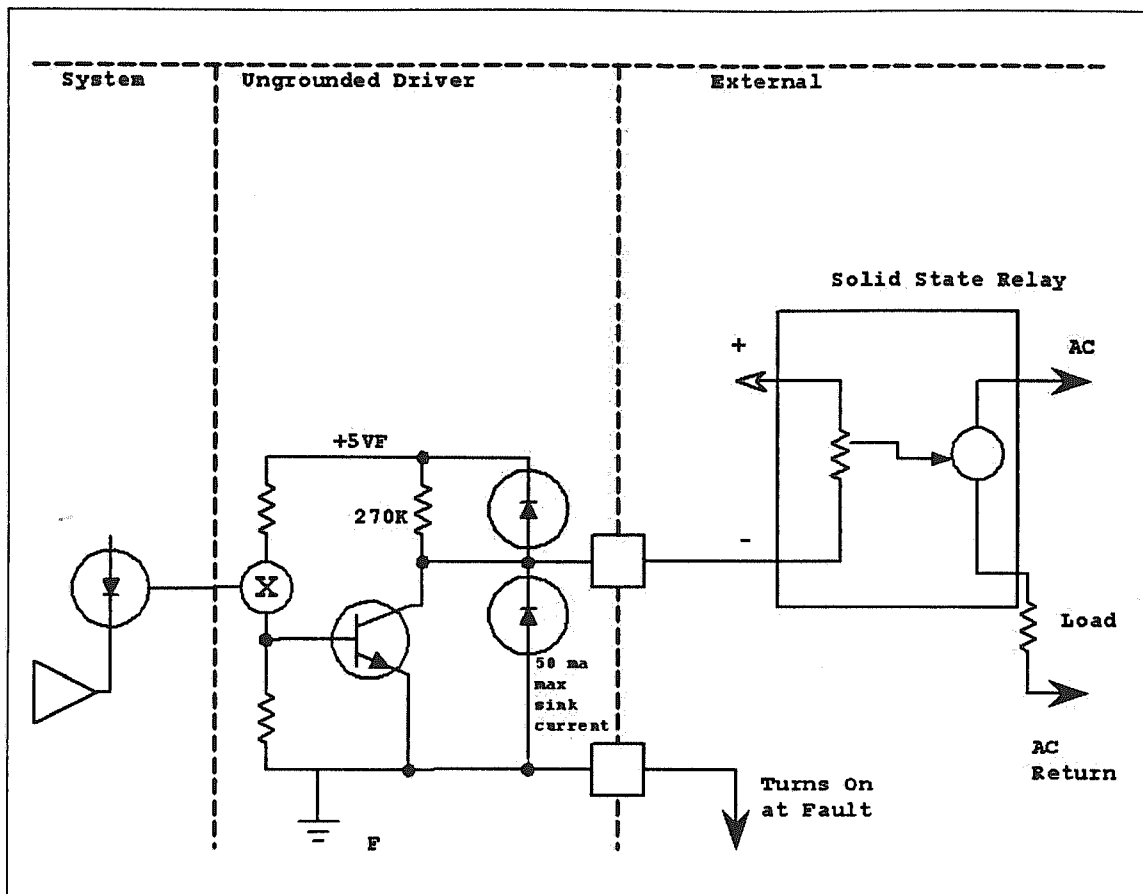 System
Ungrounded Driver
External
Solid State Relay
+
AC
+5VF
270K
-
X
Load
50 ma
max
sink
current
AC
Return
Turns On
at Fault
F